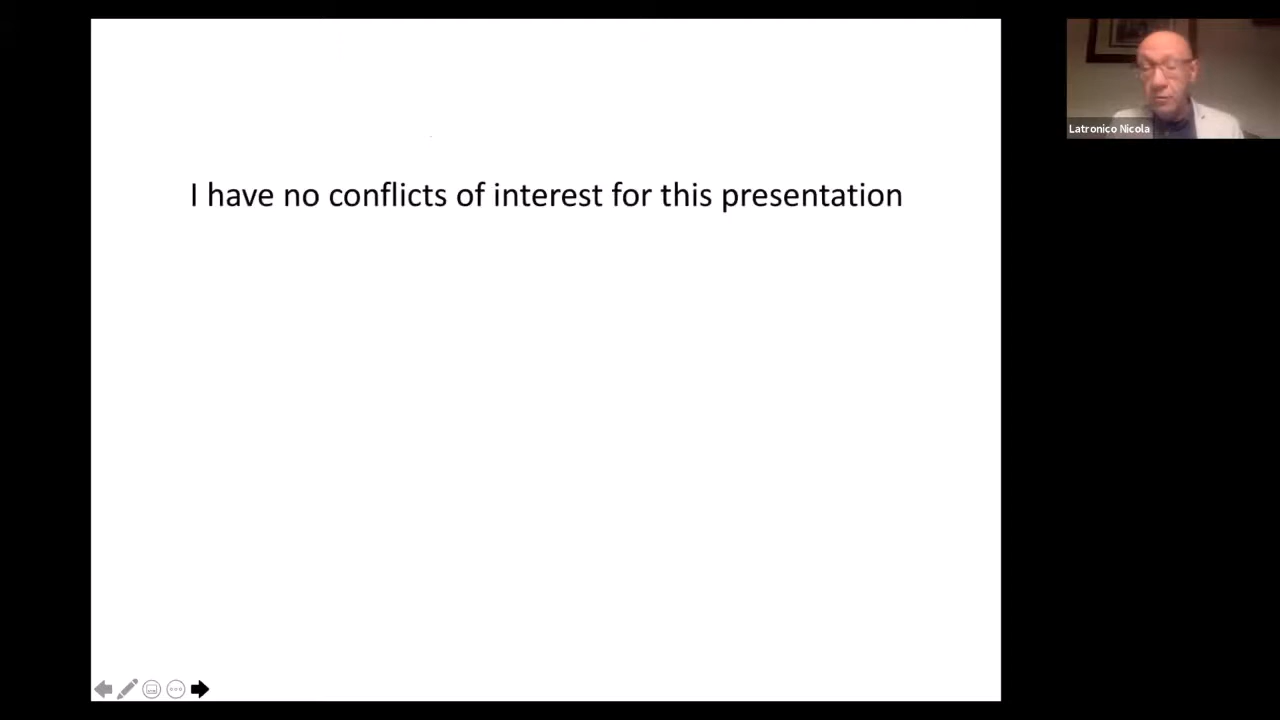 I have no conflicts of interest for this presentation
Latronico Nicola